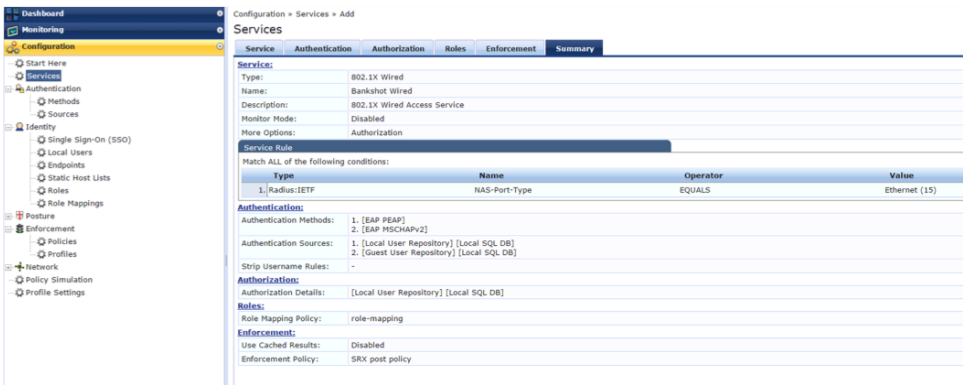 Dashboard
Monitoring
Configuration
Start Here
Services
Authentication
Methods
Sources
Identity
Single Sign-On (SSO)
Local Users
Endpoints
Static Host Lists
Roles
Role Mappings
Posture
Enforcement
Policies
Profiles
Network
Policy Simulation
Profile Settings
Configuration » Services » Add
Services
Service Authentication Authorization Roles Enforcement Summary
Service:
Type: 802.1X Wired
Name: Bankshot Wired
Description: 802.1X Wired Access Service
Monitor Mode: Disabled
More Options: Authorization
Service Rule
Match ALL of the following conditions:
Type Name Operator Value
1. Radius:IETF NAS-Port-Type EQUALS Ethernet (15)
Authentication:
Authentication Methods: 1. [EAP PEAP]
2. [EAP MSCHAPv2]
Authentication Sources: 1. [Local User Repository] [Local SQL DB]
2. [Guest User Repository] [Local SQL DB]
Strip Username Rules: -
Authorization:
Authorization Details: [Local User Repository] [Local SQL DB]
Roles:
Role Mapping Policy: role-mapping
Enforcement:
Use Cached Results: Disabled
Enforcement Policy: SRX post policy